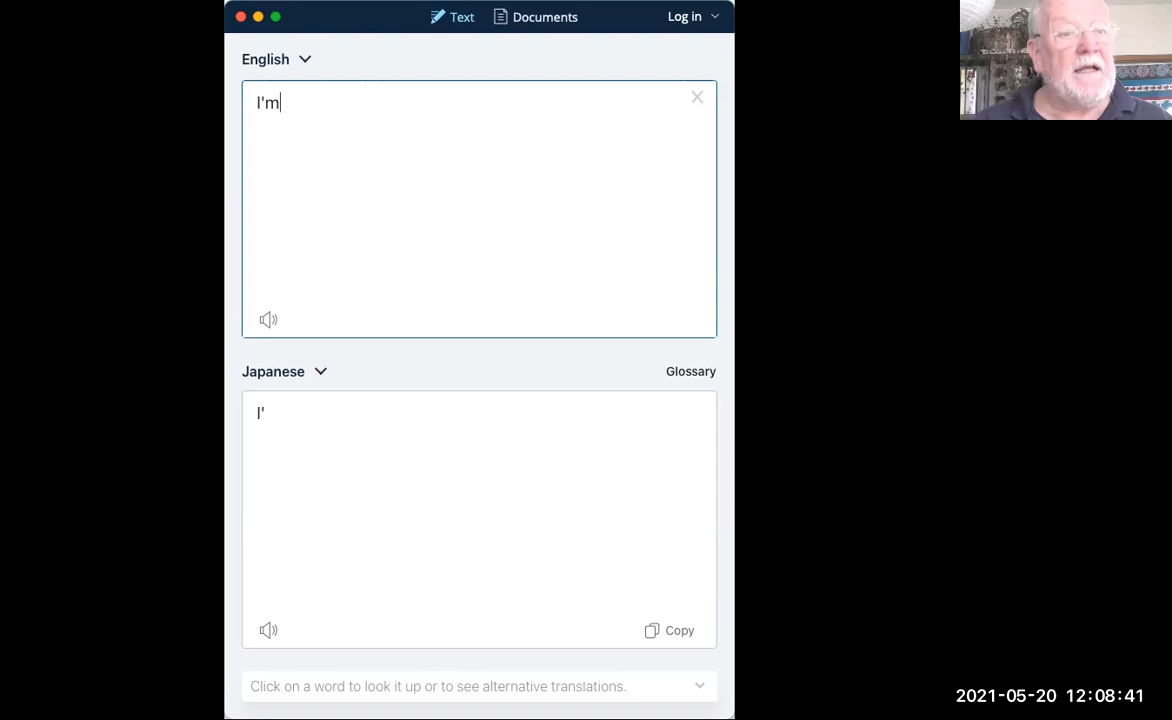 Text Documents Log in
English
I'm
Japanese Glossary
I'
Copy
Click on a word to look it up or to see alternative translations.
2021-05-20 12:08:41